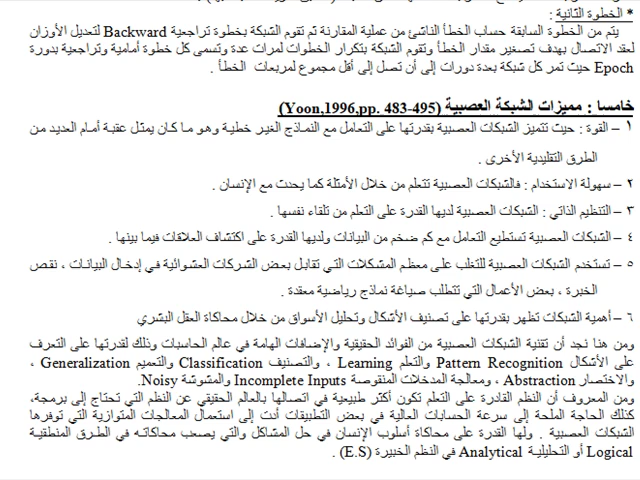 * الخطوة الثانية :
يتم من الخطوة السابقة حساب الخطأ الناشئ من عملية المقارنة ثم تقوم الشبكة بخطوة تراجعية Backward لتعديل الأوزان
لعقد الاتصال بهدف تصغير مقدار الخطأ وتقوم الشبكة بتكرار الخطوات لمرات عدة وتسمى كل خطوة أمامية وتراجعية بدورة
Epoch حيث تمر كل شبكة بعدة دورات إلى أن تصل إلى أقل مجموع لمربعات الخطأ .
خامسا : مميزات الشبكة العصبية (Yoon,1996,pp. 483-495)
١ – القوة : حيث تتميز الشبكات العصبية بقدرتها على التعامل مع النماذج الغير خطية وهو ما كان يمثل عقبة أمام العديد من
الطرق التقليدية الأخرى .
٢ – سهولة الاستخدام : فالشبكات العصبية تتعلم من خلال الأمثلة كما يحدث مع الإنسان .
٣ – التنظيم الذاتي : الشبكات العصبية لديها القدرة على التعلم من تلقاء نفسها .
٤ – الشبكات العصبية تستطيع التعامل مع كم ضخم من البيانات ولديها القدرة على اكتشاف العلاقات فيما بينها .
٥ – تستخدم الشبكات العصبية للتغلب على معظم المشكلات التي تقابل بعض الشركات العشوائية في إدخال البيانات ، نقص
الخبرة ، بعض الأعمال التي تتطلب صياغة نماذج رياضية معقدة .
٦ – أهمية الشبكات تظهر بقدرتها على تصنيف الأشكال وتحليل الأسواق من خلال محاكاة العقل البشري
ومن هنا نجد أن تقنية الشبكات العصبية من الفوائد الحقيقية والإضافات الهامة في عالم الحاسبات وذلك لقدرتها على التعرف
على الأشكال Pattern Recognition والتعلم Learning ، والتصنيف Classification والتعميم Generalization ،
والاختصار Abstraction ، ومعالجة المدخلات المنقوصة Incomplete Inputs والمشوشة Noisy.
ومن المعروف أن النظم القادرة على التعلم تكون أكثر طبيعية في اتصالها بالعالم الحقيقي عن النظم التي تحتاج إلى برمجة،
كذلك الحاجة الملحة إلى سرعة الحسابات العالية في بعض التطبيقات أدت إلى استعمال المعالجات المتوازية التي توفرها
الشبكات العصبية . ولها القدرة على محاكاة أسلوب الإنسان في حل المشاكل والتي يصعب محاكاته في الطرق المنطقية
Logical أو التحليلية Analytical في النظم الخبيرة (E.S) .